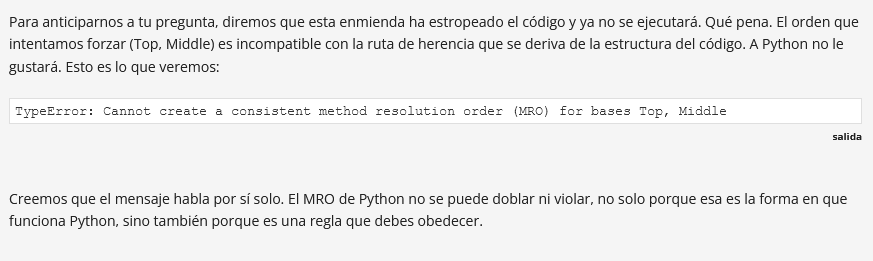 Para anticiparnos a tu pregunta, diremos que esta enmienda ha estropeado el código y ya no se ejecutará. Qué pena. El orden que
intentamos forzar (Top, Middle) es incompatible con la ruta de herencia que se deriva de la estructura del código. A Python no le
gustará. Esto es lo que veremos:
TypeError: Cannot create a consistent method resolution order (MRO) for bases Top, Middle
salida
Creemos que el mensaje habla por sí solo. El MRO de Python no se puede doblar ni violar, no solo porque esa es la forma en que
funciona Python, sino también porque es una regla que debes obedecer.